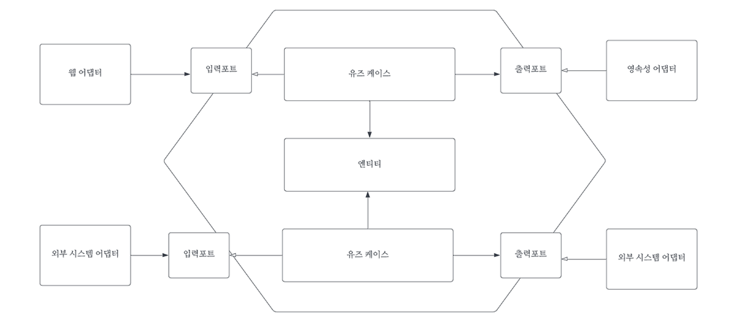 웹 어댑터
입력포트
유즈 케이스
출력포트
영속성 어댑터
엔티티
외부 시스템 어댑터
입력포트
유즈 케이스
출력포트
외부 시스템 어댑터